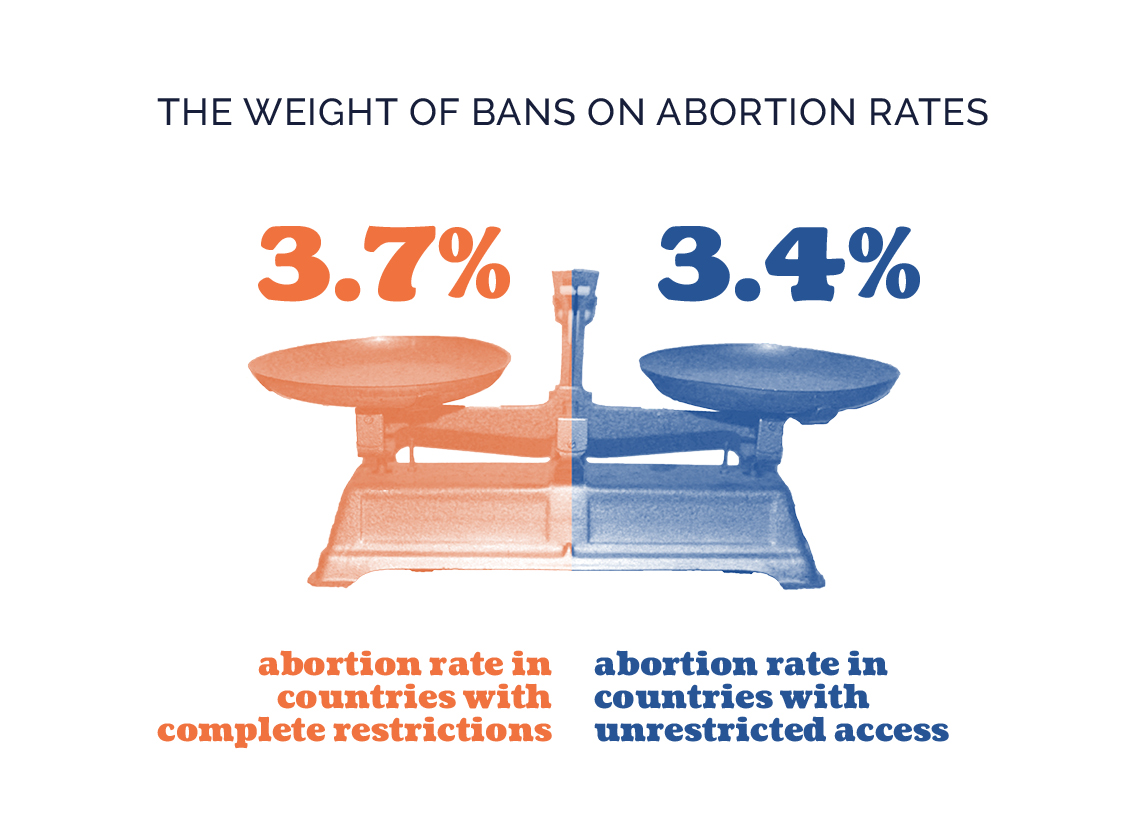 THE WEIGHT OF BANS ON ABORTION RATES
3.7%
3.4%
abortion rate in
countries with
complete restrictions
abortion rate in
countries with
unrestricted access